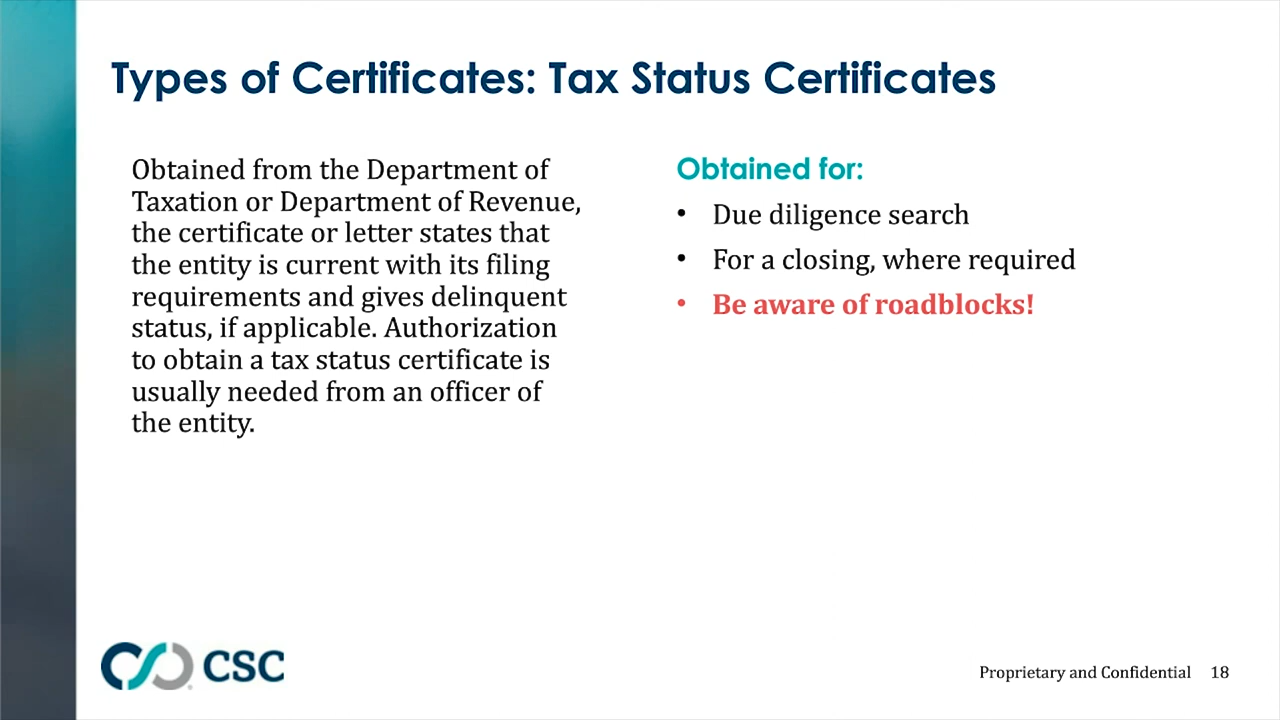 Types of Certificates: Tax Status Certificates
Obtained from the Department of
Taxation or Department of Revenue,
the certificate or letter states that
the entity is current with its filing
requirements and gives delinquent
status, if applicable. Authorization
to obtain a tax status certificate is
usually needed from an officer of
the entity.
Obtained for:
• Due diligence search
• For a closing, where required
• Be aware of roadblocks!
CSC
Proprietary and Confidential 18